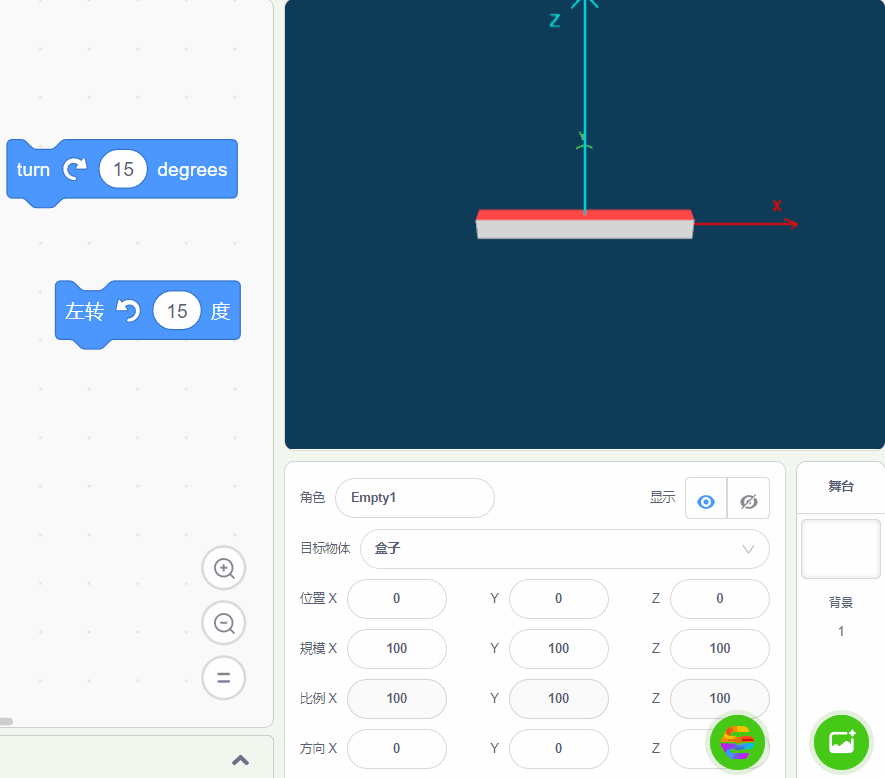 Z
Y
X
turn 15 degrees
左转 15 度
角色 Empty1 显示
目标物体 盒子
位置 X 0 Y 0 Z 0
規模 X 100 Y 100 Z 100
比例 X 100 Y 100 Z 100
方向 X 0 Y 0 Z
舞台
背景
1